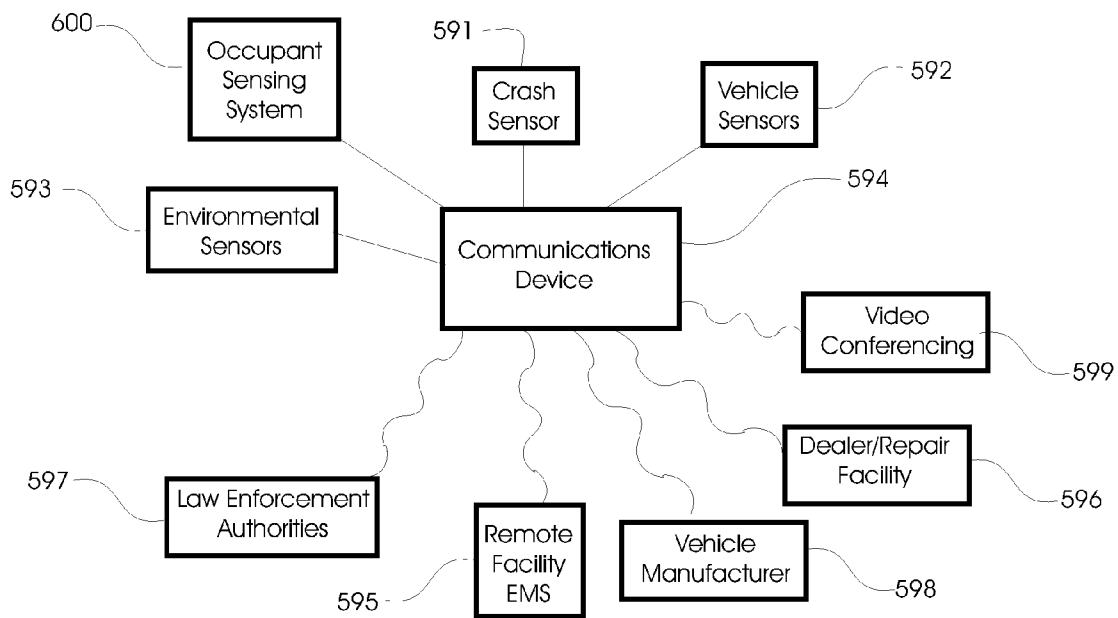 600
Occupant
Sensing
System
591
Crash
Sensor
Vehicle
Sensors
592
593
Environmental
Sensors
594
Communications
Device
Video
Conferencing
599
Dealer/Repair
Facility
596
597
Law Enforcement
Authorities
Remote
Facility
EMS
595
Vehicle
Manufacturer
598